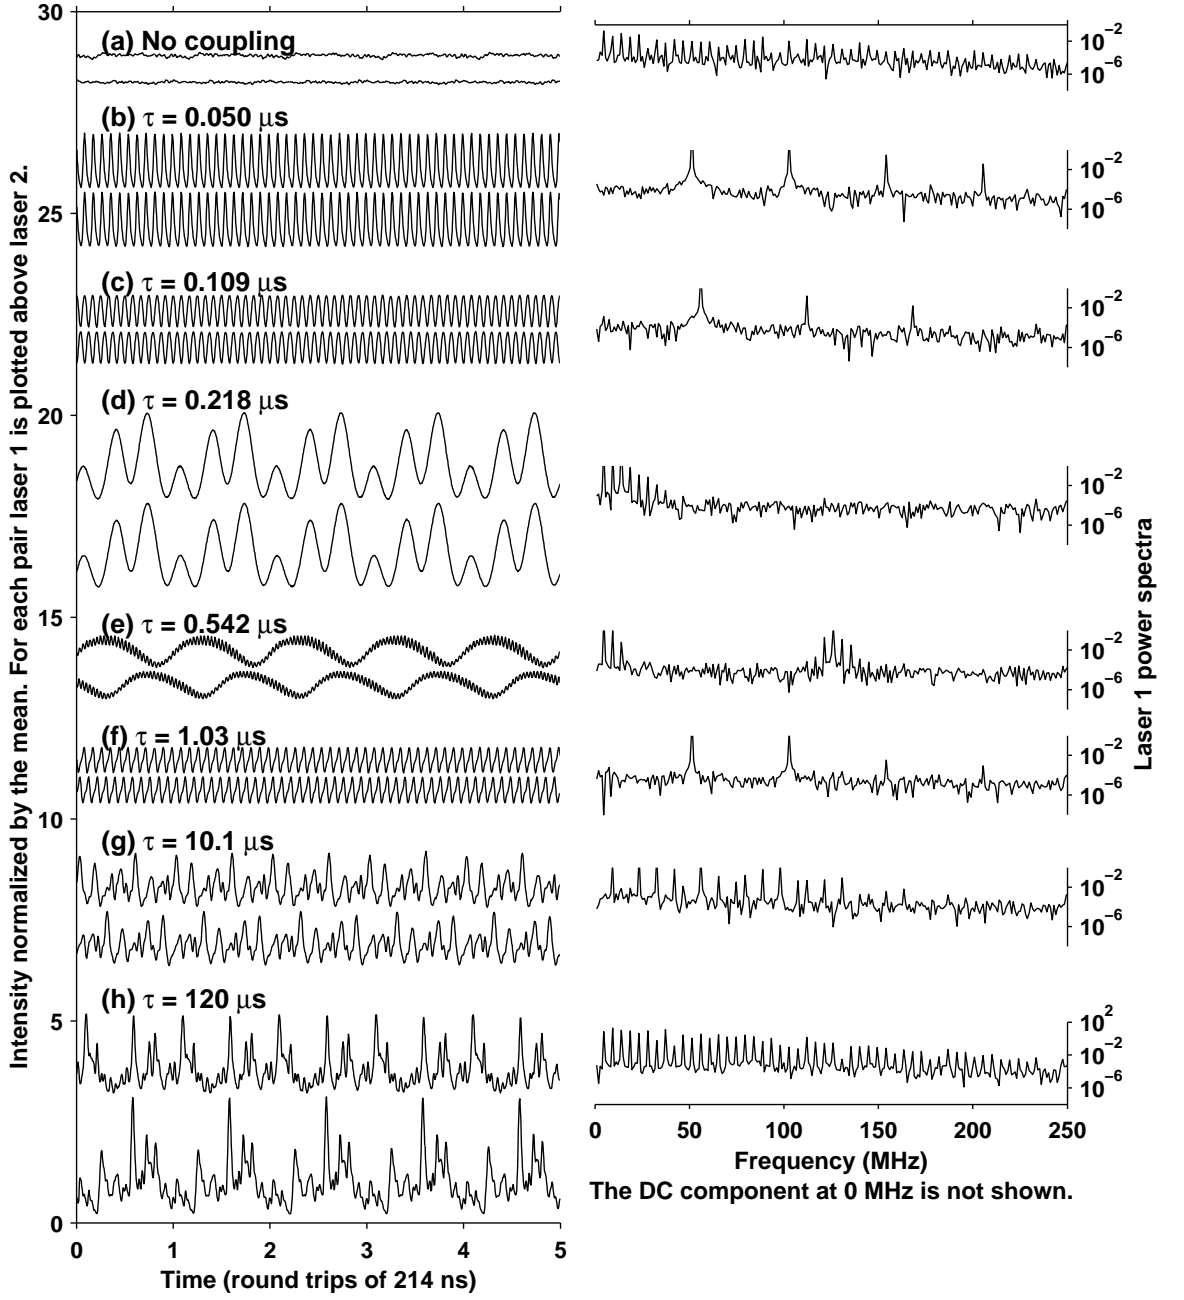 Intensity normalized by the mean. For each pair laser 1 is plotted above laser 2.
30
25
20
15
10
5
0
(a) No coupling
(b) τ = 0.050 μs
(c) τ = 0.109 μs
(d) τ = 0.218 μs
(e) τ = 0.542 μs
(f) τ = 1.03 μs
(g) τ = 10.1 μs
(h) τ = 120 μs
0 1 2 3 4 5
Time (round trips of 214 ns)
10−2
10−6
10−2
10−6
10−2
10−6
10−2
10−6
10−2
10−6
10−2
10−6
10−2
10−6
102
10−2
10−6
Laser 1 power spectra
0 50 100 150 200 250
Frequency (MHz)
The DC component at 0 MHz is not shown.